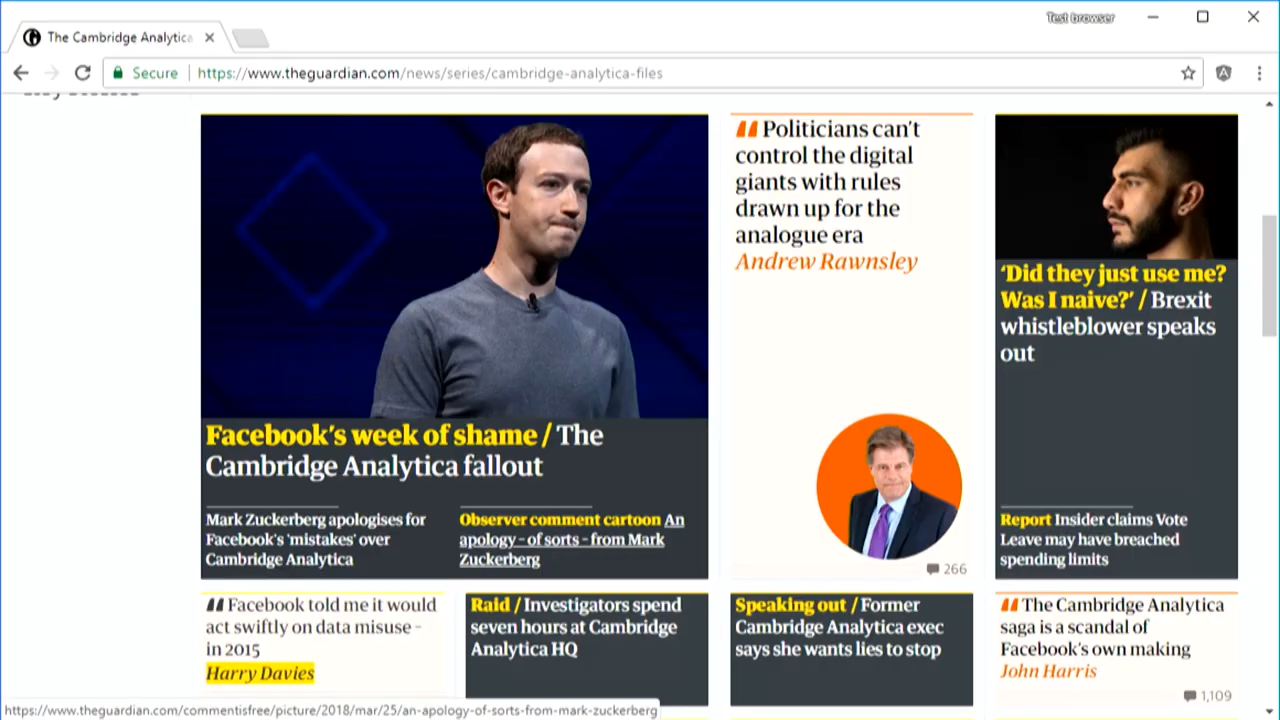 Test browser
The Cambridge Analytica
Secure
https://www.theguardian.com/news/series/cambridge-analytica-files
Politicians can't
control the digital
giants with rules
drawn up for the
analogue era
Andrew Rawnsley
266
‘Did they just use me?
Was I naive?’ / Brexit
whistleblower speaks
out
Report Insider claims Vote
Leave may have breached
spending limits
Facebook's week of shame / The
Cambridge Analytica fallout
Mark Zuckerberg apologises for
Facebook's 'mistakes' over
Cambridge Analytica
Observer comment cartoon An
apology – of sorts – from Mark
Zuckerberg
Facebook told me it would
act swiftly on data misuse –
in 2015
Harry Davies
Raid / Investigators spend
seven hours at Cambridge
Analytica HQ
Speaking out / Former
Cambridge Analytica exec
says she wants lies to stop
The Cambridge Analytica
saga is a scandal of
Facebook's own making
John Harris
1,109
https://www.theguardian.com/commentisfree/picture/2018/mar/25/an-apology-of-sorts-from-mark-zuckerberg